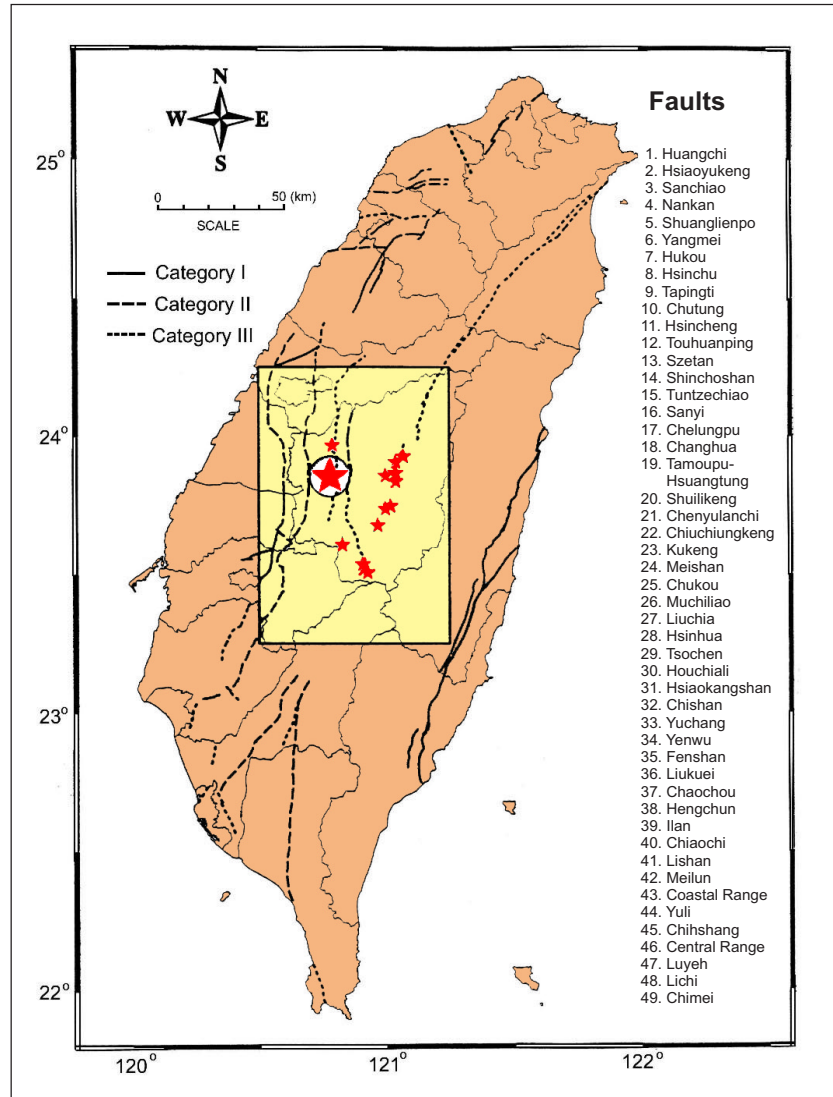 Faults
N
W E
S
0 50 (km)
SCALE
Category I
Category II
Category III
1. Huangchi
2. Hsiaoyukeng
3. Sanchiao
4. Nankan
5. Shuanglienpo
6. Yangmei
7. Hukou
8. Hsinchu
9. Tapingti
10. Chutung
11. Hsincheng
12. Touhuanping
13. Szetan
14. Shinchoshan
15. Tuntzechiao
16. Sanyi
17. Chelungpu
18. Changhua
19. Tamoupu-
Hsuangtung
20. Shuilikeng
21. Chenyulanchi
22. Chiuchiungkeng
23. Kukeng
24. Meishan
25. Chukou
26. Muchiliao
27. Liuchia
28. Hsinhua
29. Tsochen
30. Houchiali
31. Hsiaokangshan
32. Chishan
33. Yuchang
34. Yenwu
35. Fenshan
36. Liukuei
37. Chaochou
38. Hengchun
39. Ilan
40. Chiaochi
41. Lishan
42. Meilun
43. Coastal Range
44. Yuli
45. Chihshang
46. Central Range
47. Luyeh
48. Lichi
49. Chimei
25°
24°
23°
22°
120° 121° 122°